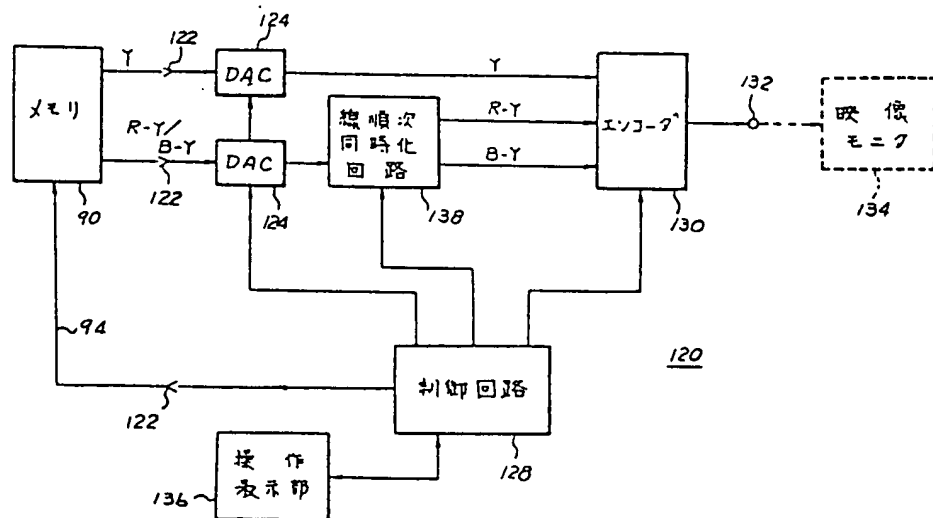 124
Y
122
DAC
Y
メモリ
R-Y/
B-Y
122
DAC
124
線順次
同時化
回路
138
R-Y
B-Y
エンコーダ
130
132
映像
モニタ
134
90
94
122
制御回路
128
120
操作
表示部
136